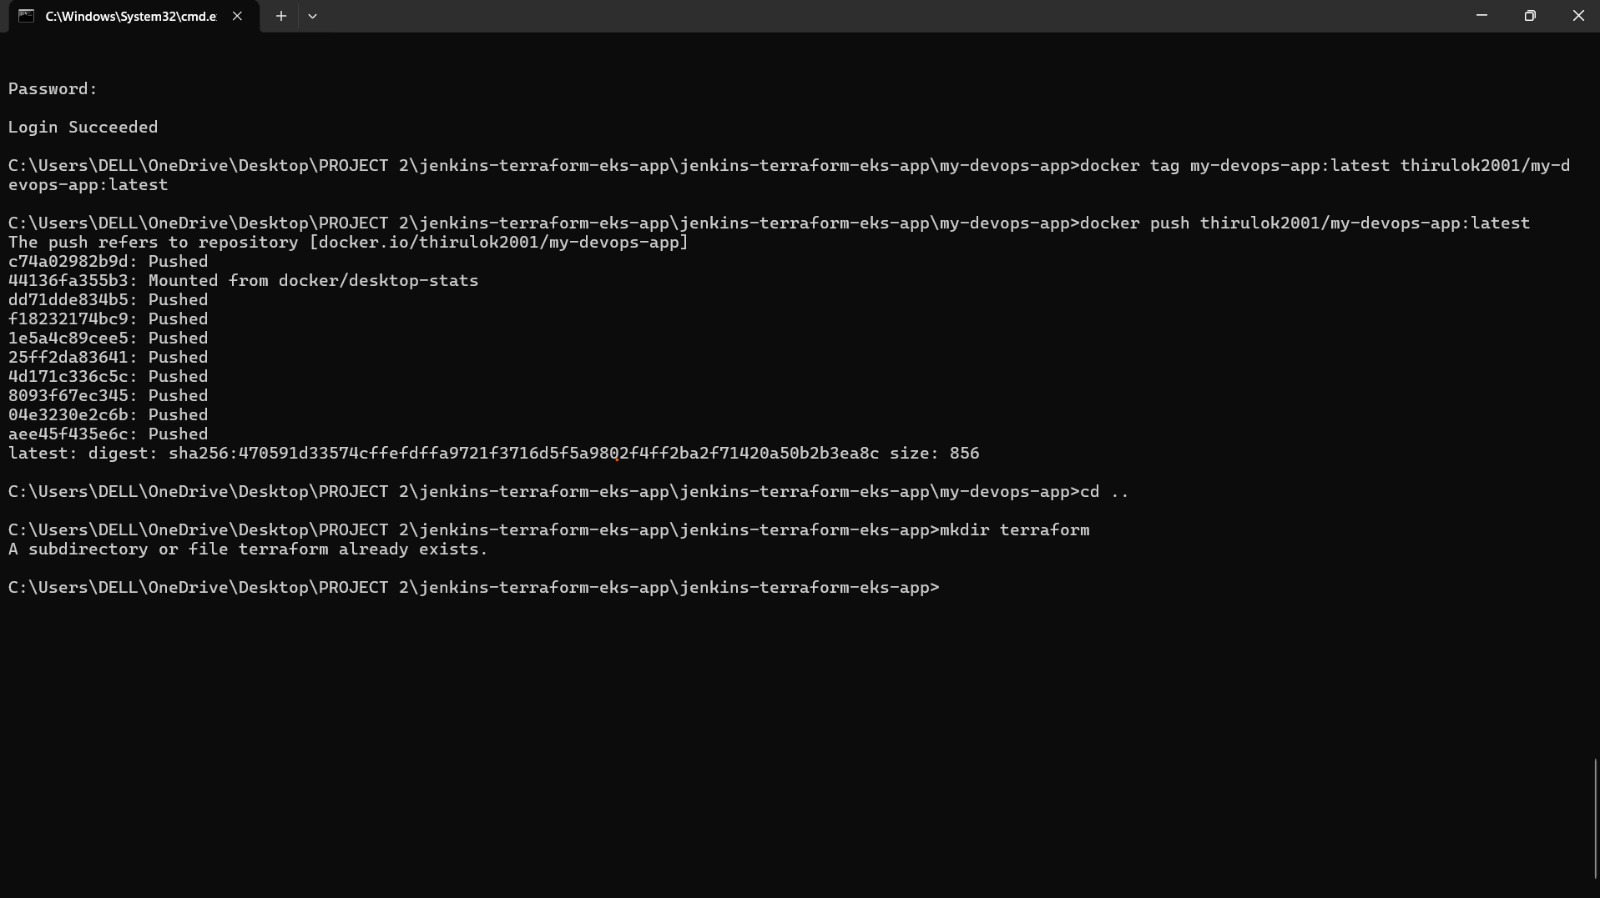 C:\Windows\System32\cmd.e
Password:
Login Succeeded
C:\Users\DELL\OneDrive\Desktop\PROJECT 2\jenkins-terraform-eks-app\jenkins-terraform-eks-app\my-devops-app>docker tag my-devops-app:latest thirulok2001/my-d
evops-app:latest
C:\Users\DELL\OneDrive\Desktop\PROJECT 2\jenkins-terraform-eks-app\jenkins-terraform-eks-app\my-devops-app>docker push thirulok2001/my-devops-app:latest
The push refers to repository [docker.io/thirulok2001/my-devops-app]
c74a02982b9d: Pushed
44136fa355b3: Mounted from docker/desktop-stats
dd71dde834b5: Pushed
f18232174bc9: Pushed
1e5a4c89cee5: Pushed
25ff2da83641: Pushed
4d171c336c5c: Pushed
8093f67ec345: Pushed
04e3230e2c6b: Pushed
aee45f435e6c: Pushed
latest: digest: sha256:470591d33574cffefdffa9721f3716d5f5a9802f4ff2ba2f71420a50b2b3ea8c size: 856
C:\Users\DELL\OneDrive\Desktop\PROJECT 2\jenkins-terraform-eks-app\jenkins-terraform-eks-app\my-devops-app>cd ..
C:\Users\DELL\OneDrive\Desktop\PROJECT 2\jenkins-terraform-eks-app\jenkins-terraform-eks-app>mkdir terraform
A subdirectory or file terraform already exists.
C:\Users\DELL\OneDrive\Desktop\PROJECT 2\jenkins-terraform-eks-app\jenkins-terraform-eks-app>